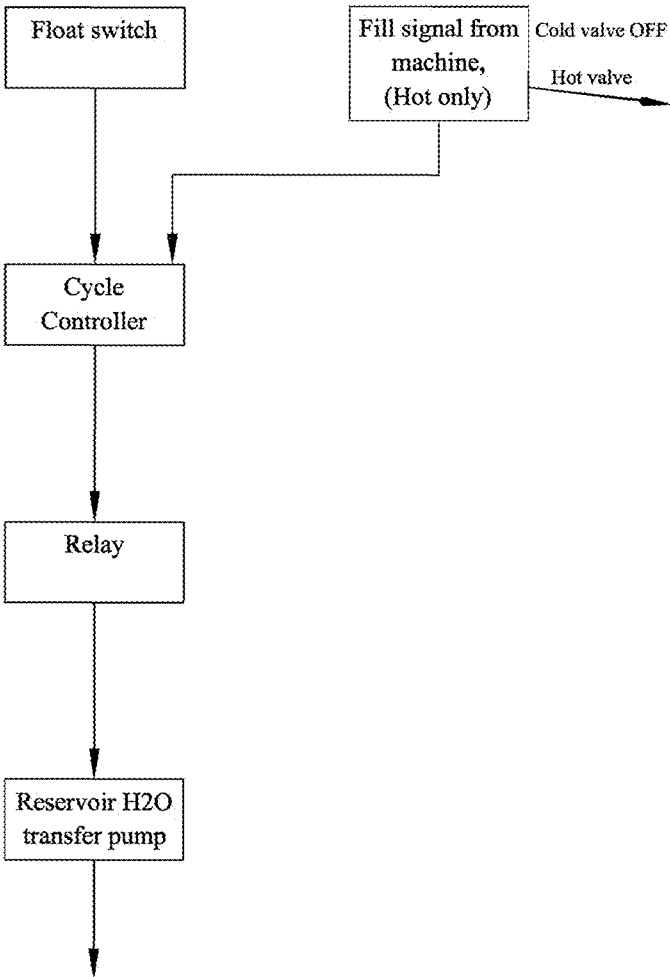 Float switch
Fill signal from
machine,
(Hot only)
Cold valve OFF
Hot valve
Cycle
Controller
Relay
Reservoir H2O
transfer pump